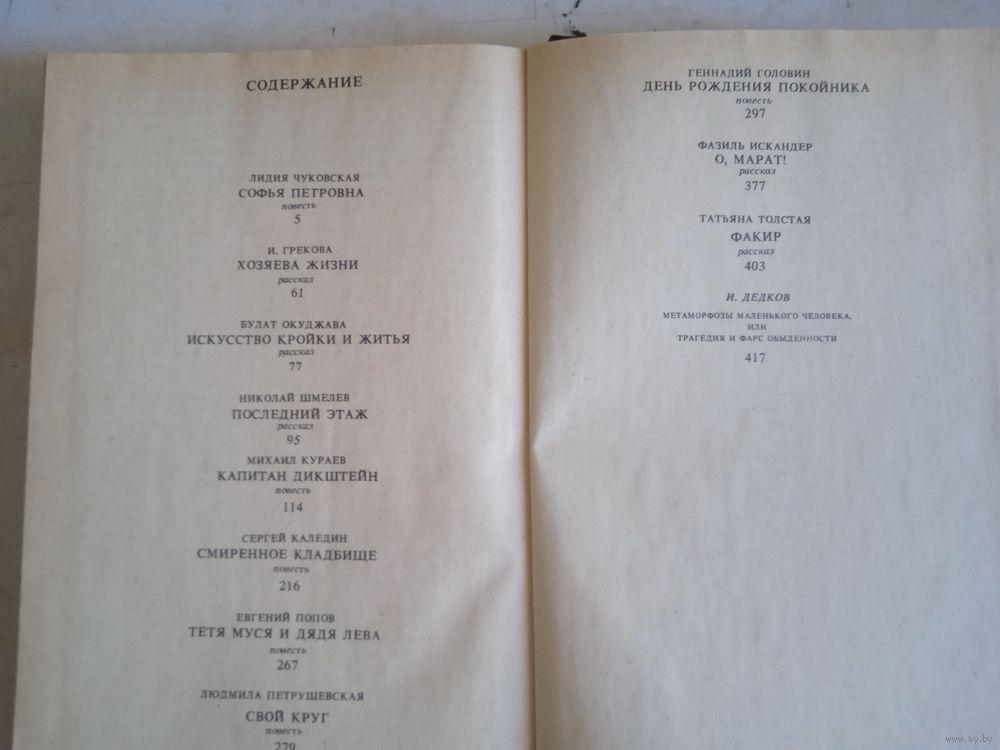 СОДЕРЖАНИЕ
ЛИДИЯ ЧУКОВСКАЯ
СОФЬЯ ПЕТРОВНА
повесть
5
И. ГРЕКОВА
ХОЗЯЕВА ЖИЗНИ
рассказ
61
БУЛАТ ОКУДЖАВА
ИСКУССТВО КРОЙКИ И ЖИТЬЯ
рассказ
77
НИКОЛАЙ ШМЕЛЕВ
ПОСЛЕДНИЙ ЭТАЖ
рассказ
95
МИХАИЛ КУРАЕВ
КАПИТАН ДИКШТЕЙН
повесть
114
СЕРГЕЙ КАЛЕДИН
СМИРЕННОЕ КЛАДБИЩЕ
повесть
216
ЕВГЕНИЙ ПОПОВ
ТЕТЯ МУСЯ И ДЯДЯ ЛЕВА
повесть
267
ЛЮДМИЛА ПЕТРУШЕВСКАЯ
СВОЙ КРУГ
повесть
279
ГЕННАДИЙ ГОЛОВИН
ДЕНЬ РОЖДЕНИЯ ПОКОЙНИКА
повесть
297
ФАЗИЛЬ ИСКАНДЕР
О, МАРАТ!
рассказ
377
ТАТЬЯНА ТОЛСТАЯ
ФАКИР
рассказ
403
И. ДЕДКОВ
МЕТАМОРФОЗЫ МАЛЕНЬКОГО ЧЕЛОВЕКА,
ИЛИ
ТРАГЕДИЯ И ФАРС ОБЫДЕННОСТИ
417
www.ay.by